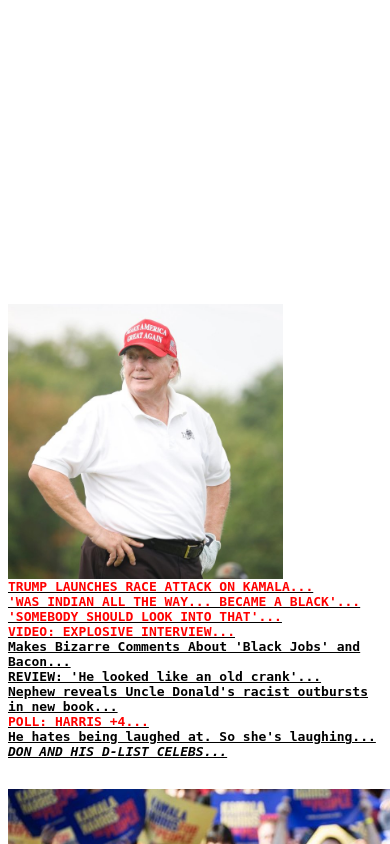 MAKE AMERICA
GREAT AGAIN
TRUMP LAUNCHES RACE ATTACK ON KAMALA...
'WAS INDIAN ALL THE WAY... BECAME A BLACK'...
'SOMEBODY SHOULD LOOK INTO THAT'...
VIDEO: EXPLOSIVE INTERVIEW...
Makes Bizarre Comments About 'Black Jobs' and
Bacon...
REVIEW: 'He looked like an old crank'...
Nephew reveals Uncle Donald's racist outbursts
in new book...
POLL: HARRIS +4...
He hates being laughed at. So she's laughing...
DON AND HIS D-LIST CELEBS...
KAMALA
HARRIS
KAMALA
HARRIS